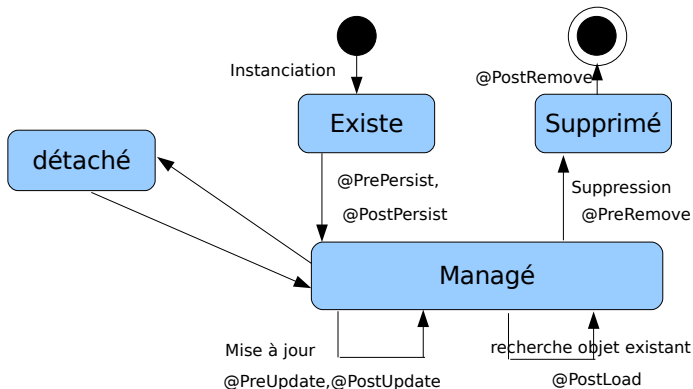 Instanciation
@PostRemove
Existe
Supprimé
détaché
@PrePersist,
@PostPersist
Suppression
@PreRemove
Managé
Mise à jour
recherche objet existant
@PreUpdate,@PostUpdate
@PostLoad